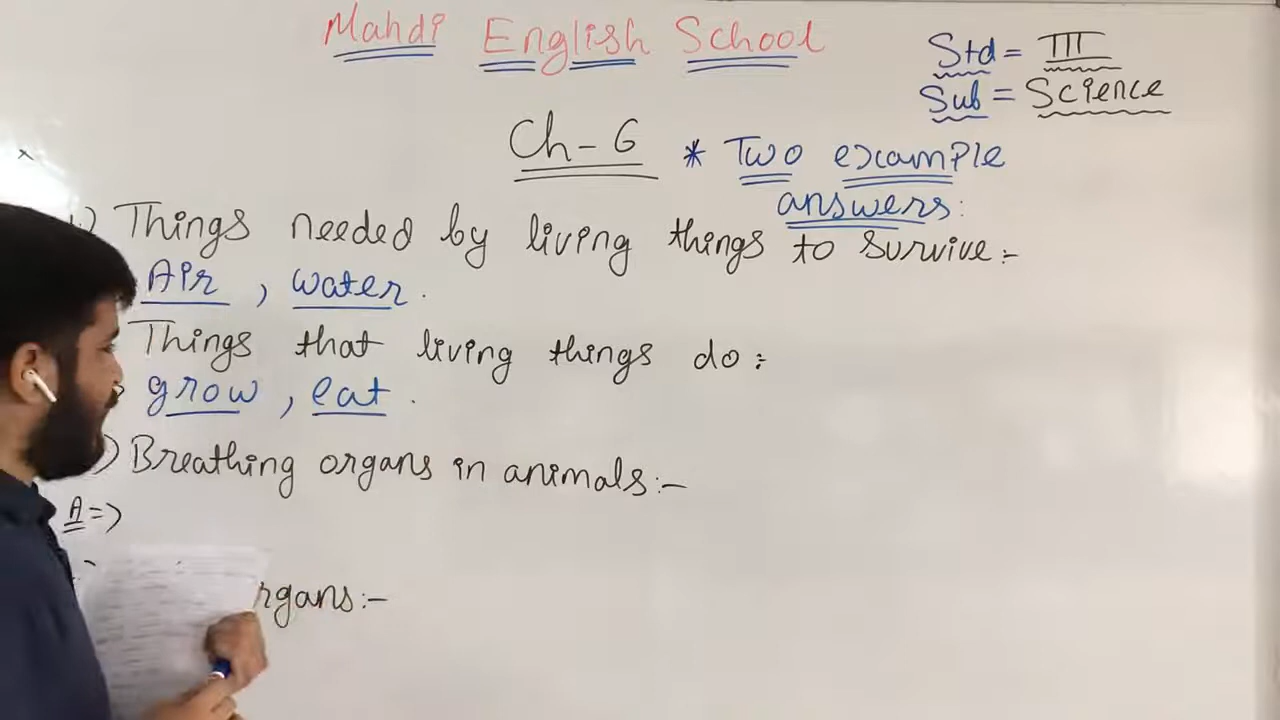 Mahdi English School
Std = III
Sub = Science
Ch - 6 * Two example
answers:
Things needed by living things to survive:-
Air, water.
Things that living things do:
grow, eat.
) Breathing organs in animals:-
A =>
rgans:-